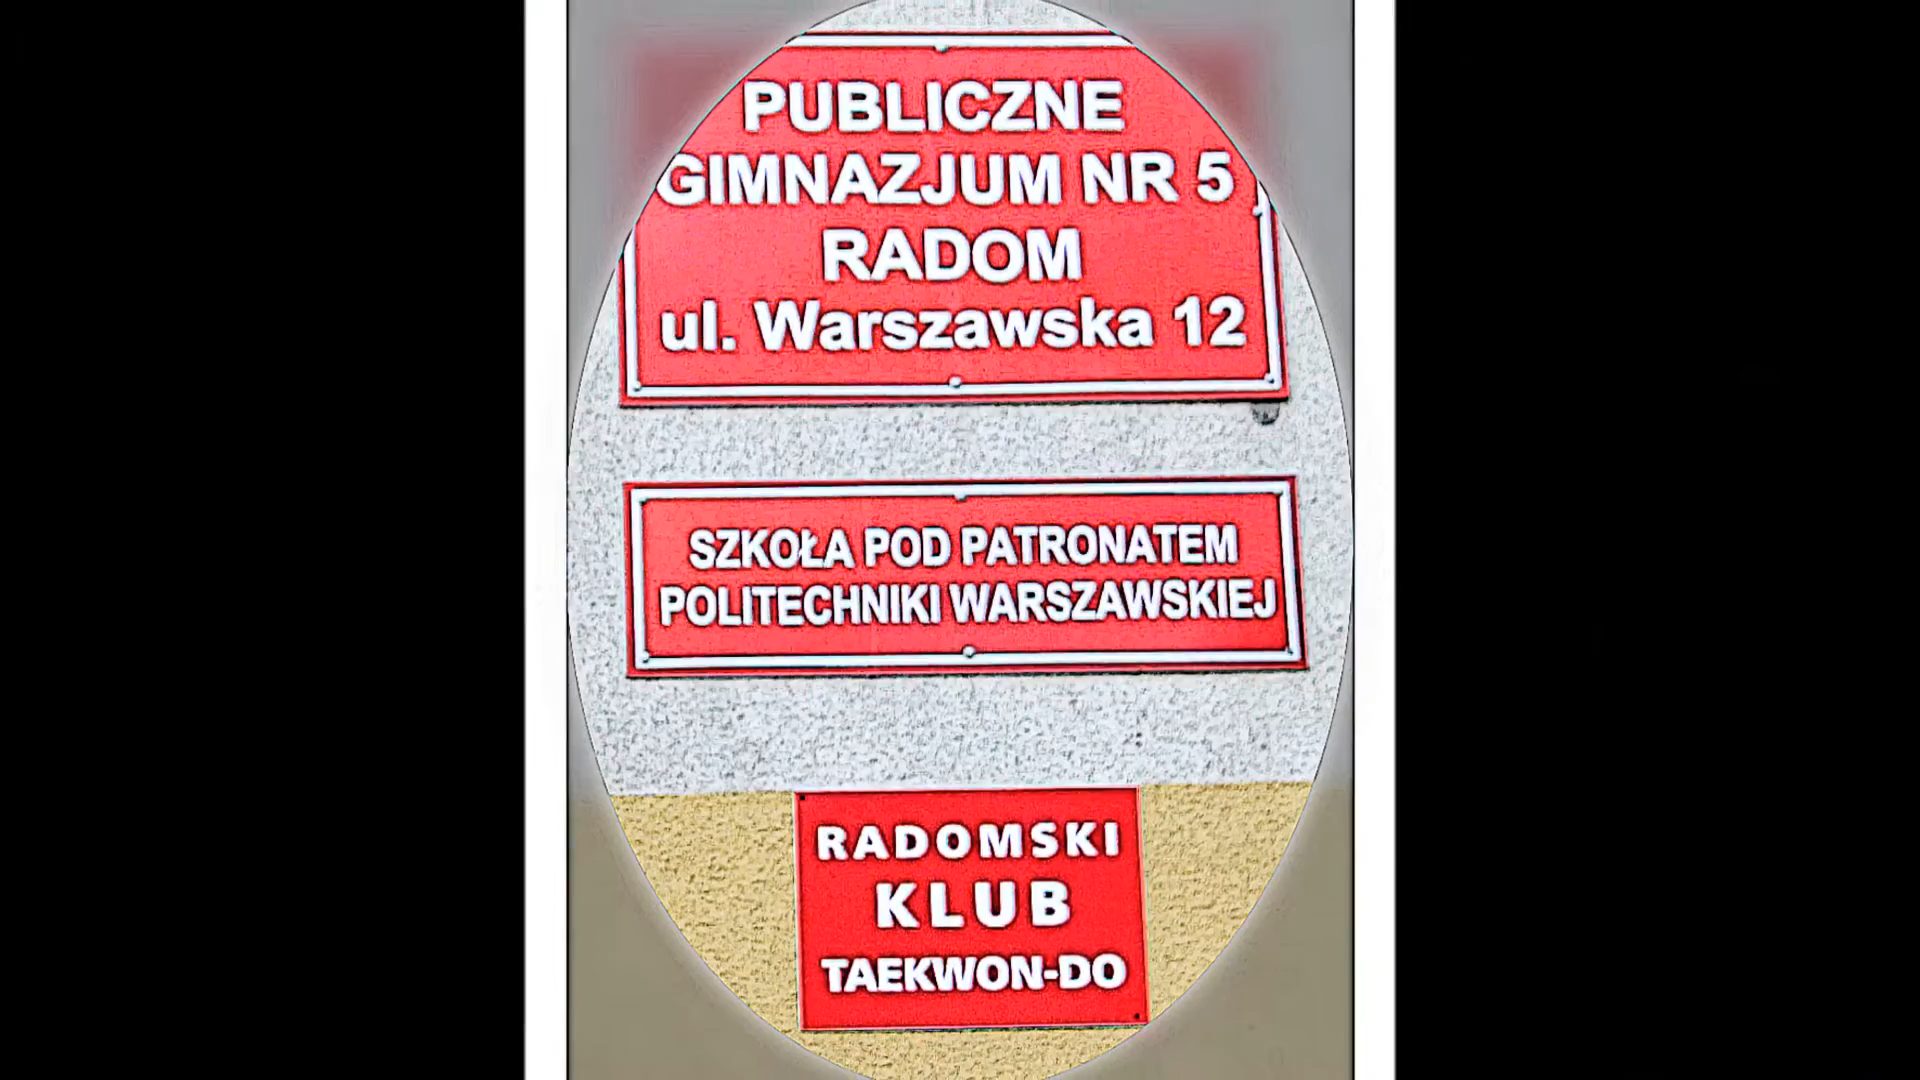 PUBLICZNE
GIMNAZJUM NR 5
RADOM
ul. Warszawska 12
SZKOŁA POD PATRONATEM
POLITECHNIKI WARSZAWSKIEJ
RADOMSKI
KLUB
TAEKWON-DO